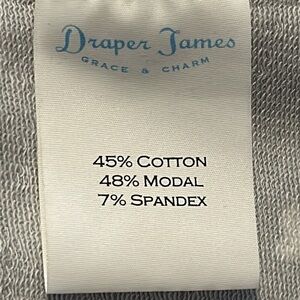 Draper James
GRACE & CHARM
45% COTTON
48% MODAL
7% SPANDEX